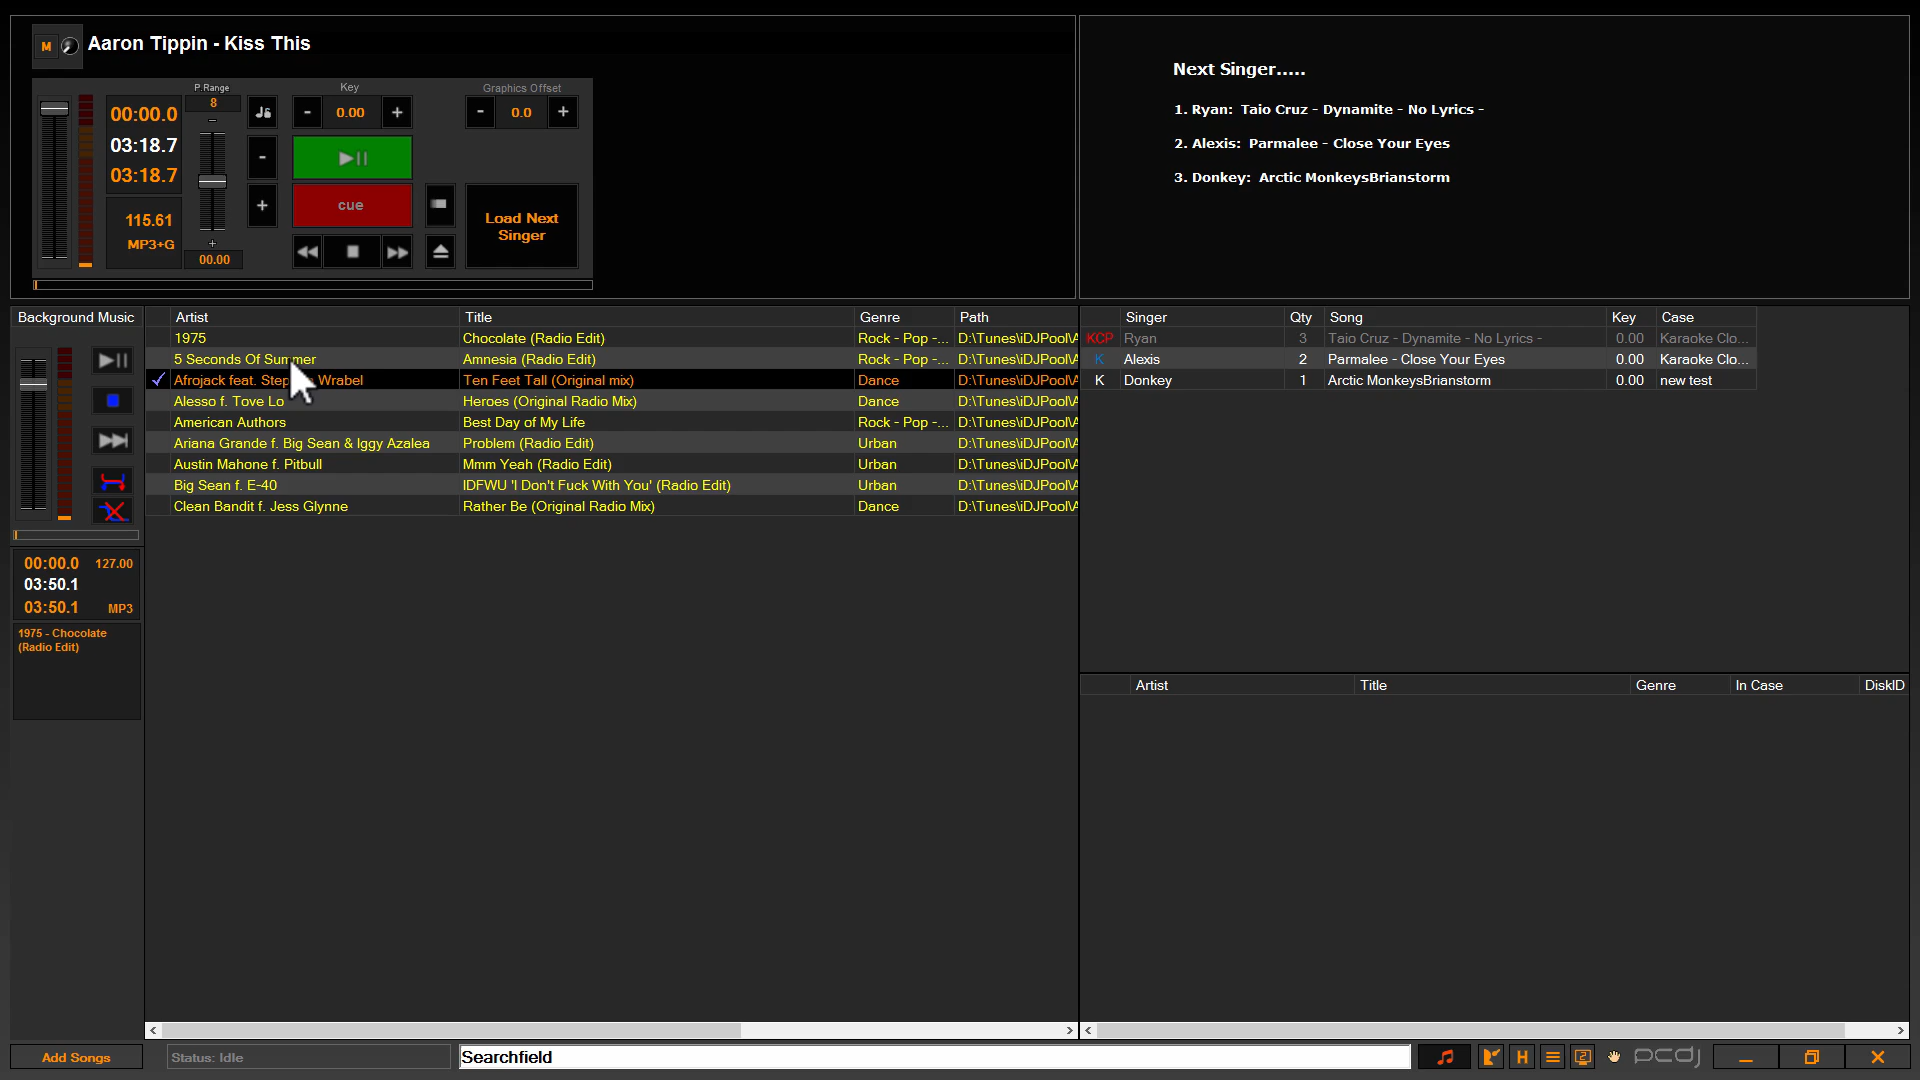 M Aaron Tippin - Kiss This
P.Range
8
Key
Graphics Offset
00:00.0
- 0.00 +
- 0.0 +
03:18.7
03:18.7
-
+
cue
115.61
MP3+G
+
00.00
Load Next
Singer
Next Singer.....
1. Ryan: Taio Cruz - Dynamite - No Lyrics -
2. Alexis: Parmalee - Close Your Eyes
3. Donkey: Arctic MonkeysBrianstorm
Background Music
Artist Title Genre Path
1975 Chocolate (Radio Edit) Rock - Pop -... D:\Tunes\iDJPool\A
5 Seconds Of Summer Amnesia (Radio Edit) Rock - Pop -... D:\Tunes\iDJPool\A
Afrojack feat. Wrabel Ten Feet Tall (Original mix) Dance D:\Tunes\iDJPool\A
Alesso f. Tove Lo Heroes (Original Radio Mix) Dance D:\Tunes\iDJPool\A
American Authors Best Day of My Life Rock - Pop -... D:\Tunes\iDJPool\A
Ariana Grande f. Big Sean & Iggy Azalea Problem (Radio Edit) Urban D:\Tunes\iDJPool\A
Austin Mahone f. Pitbull Mmm Yeah (Radio Edit) Urban D:\Tunes\iDJPool\A
Big Sean f. E-40 IDFWU 'I Don't Fuck With You' (Radio Edit) Urban D:\Tunes\iDJPool\A
Clean Bandit f. Jess Glynne Rather Be (Original Radio Mix) Dance D:\Tunes\iDJPool\A
00:00.0 127.00
03:50.1
03:50.1 MP3
1975 - Chocolate
(Radio Edit)
Singer Qty Song Key Case
KCP Ryan 3 Taio Cruz - Dynamite - No Lyrics - 0.00 Karaoke Clo...
K Alexis 2 Parmalee - Close Your Eyes 0.00 Karaoke Clo...
K Donkey 1 Arctic MonkeysBrianstorm 0.00 new test
Artist Title Genre In Case DiskID
Add Songs
Status: Idle
Searchfield
H
2
pcdj